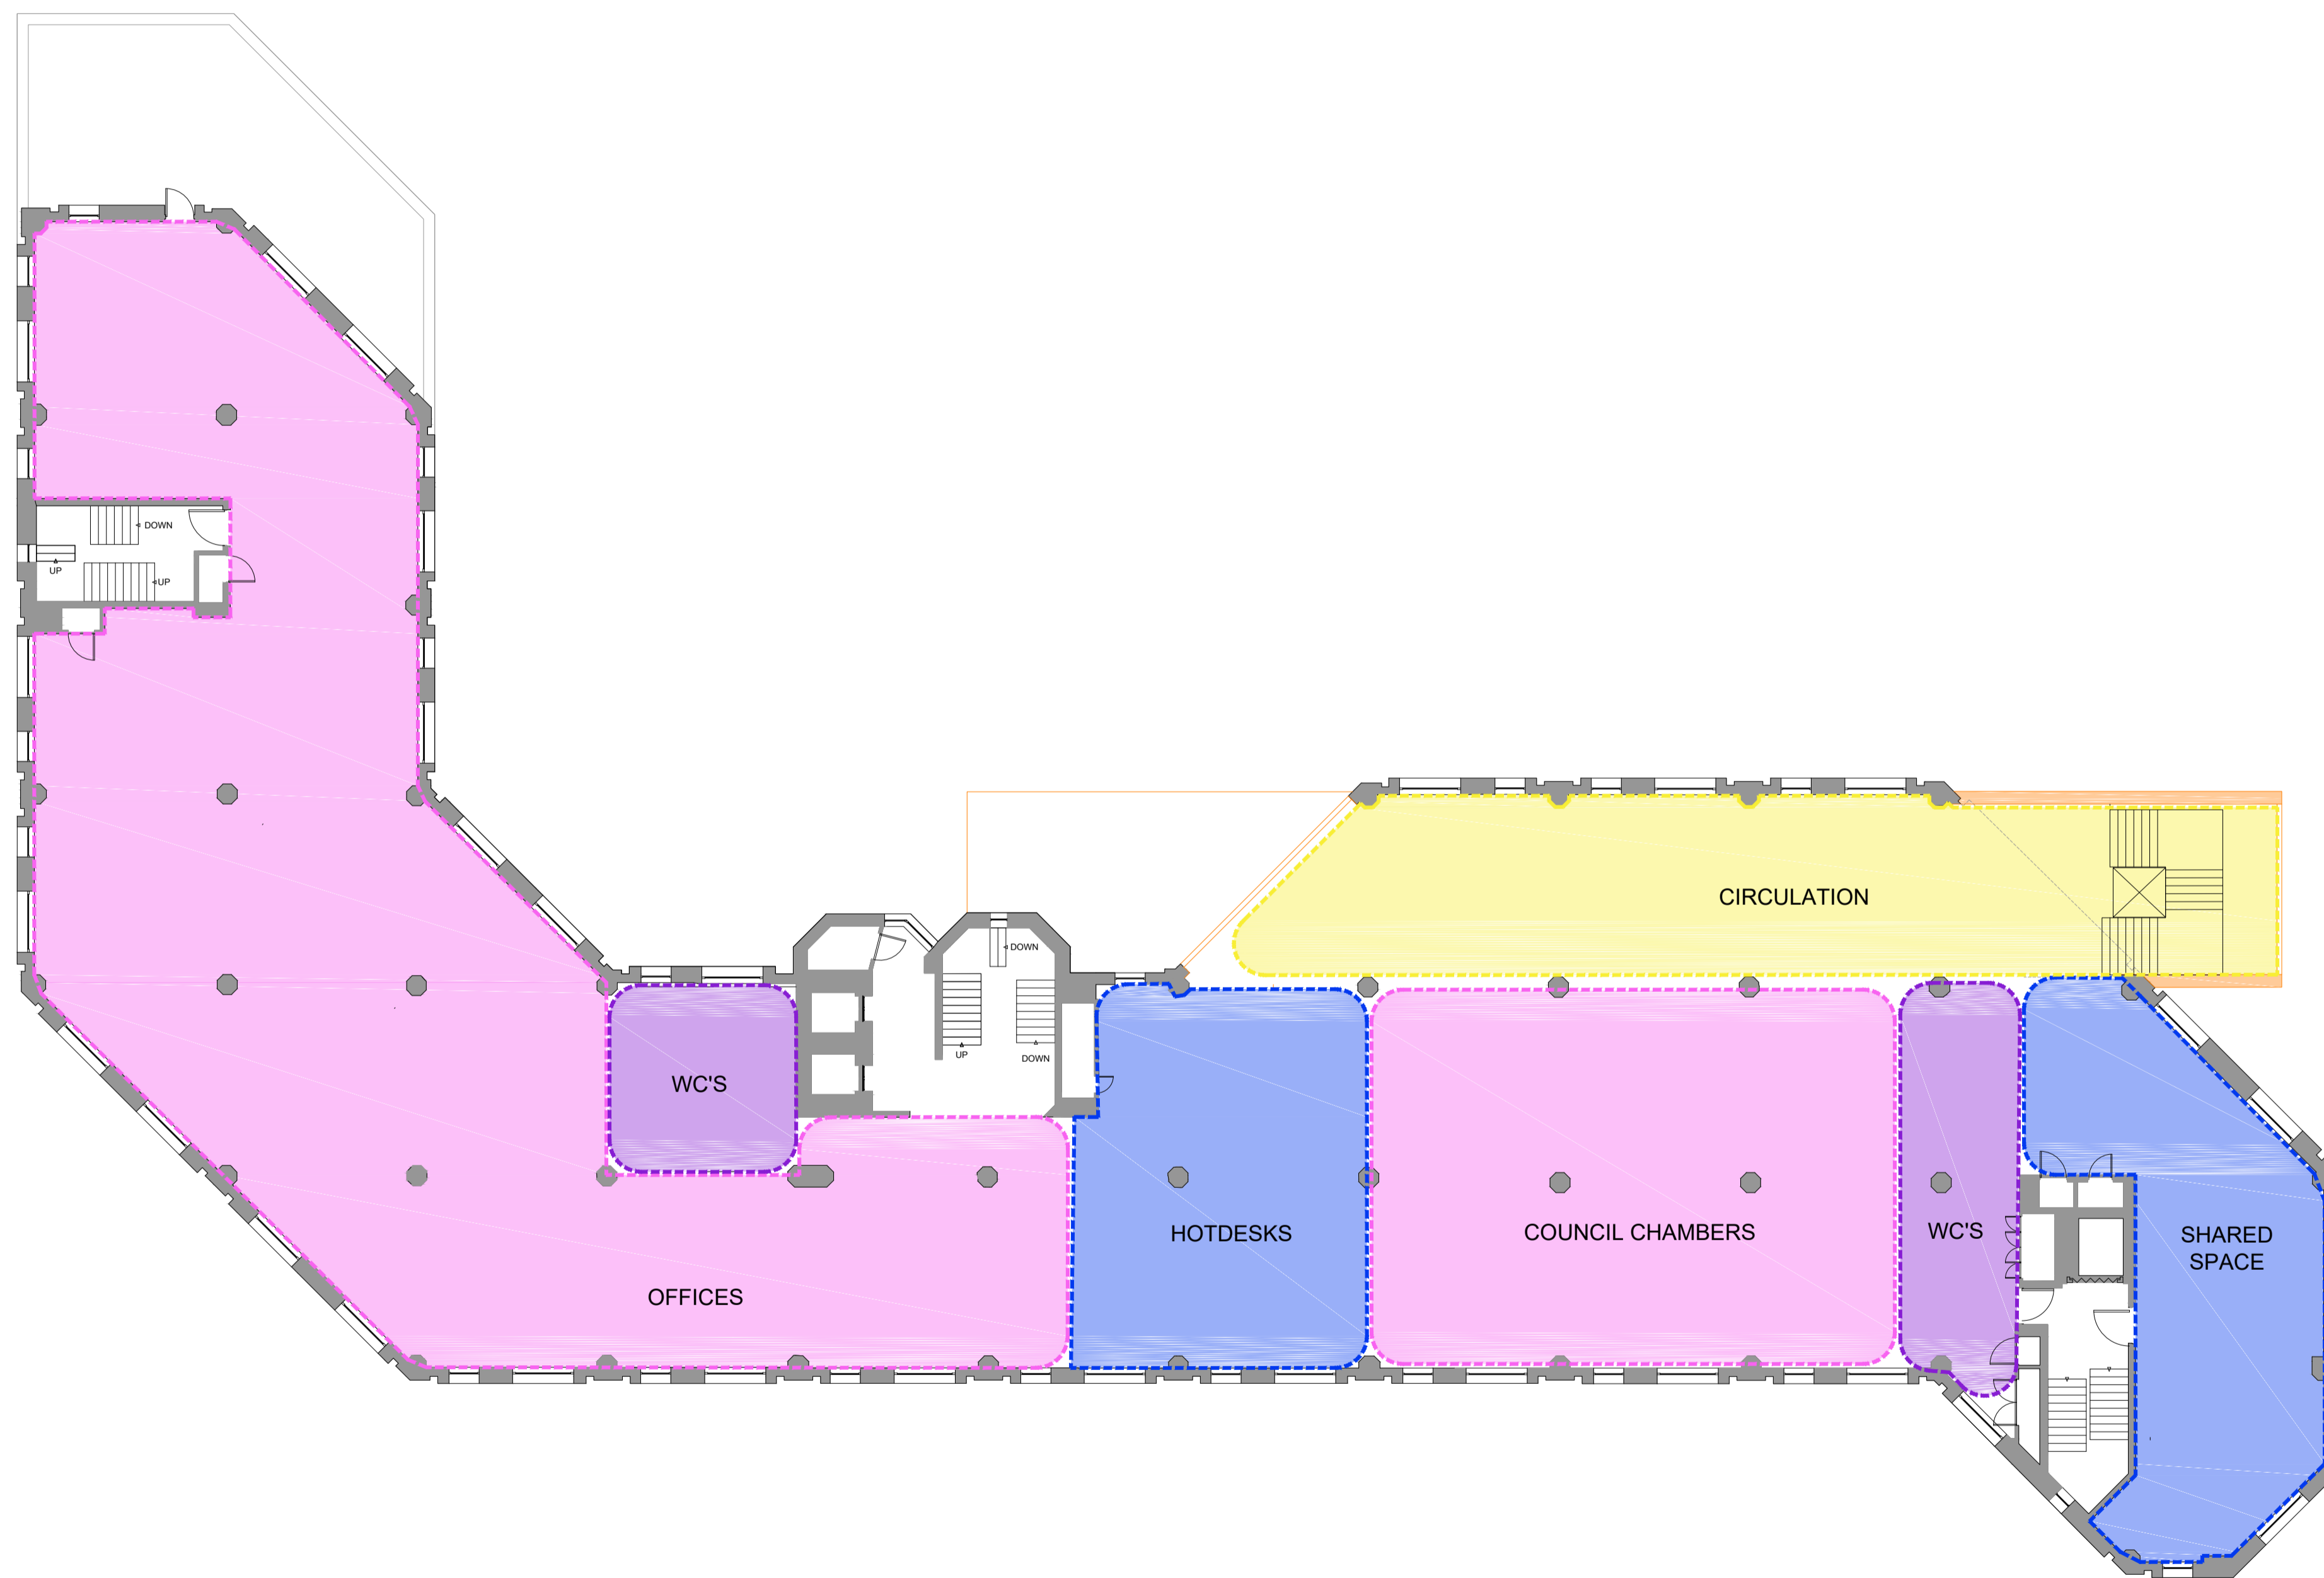 DOWN
UP
UP
CIRCULATION
DOWN
UP
DOWN
WC'S
OFFICES
HOTDESKS
COUNCIL CHAMBERS
WC'S
SHARED
SPACE